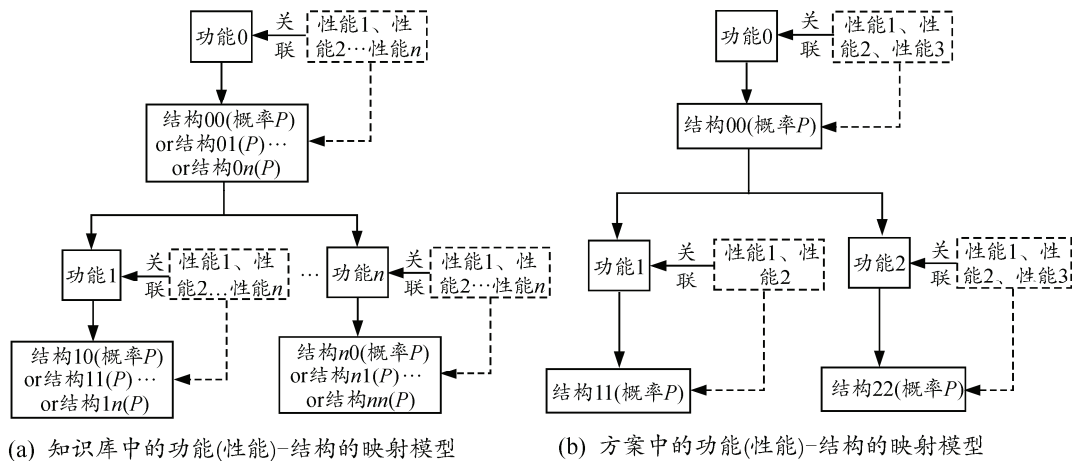 功能0
关
联
性能1、性
能2…性能n
结构00(概率P)
or结构01(P)…
or结构0n(P)
功能1
关
联
性能1、性
能2…性能n
…
功能n
关
联
性能1、性
能2…性能n
结构10(概率P)
or结构11(P)…
or结构1n(P)
结构n0(概率P)
or结构n1(P)…
or结构nn(P)
(a) 知识库中的功能(性能)-结构的映射模型
功能0
关
联
性能1、性
能2、性能3
结构00(概率P)
功能1
关
联
性能1、性
能2
功能2
关
联
性能1、性
能2、性能3
结构11(概率P)
结构22(概率P)
(b) 方案中的功能(性能)-结构的映射模型